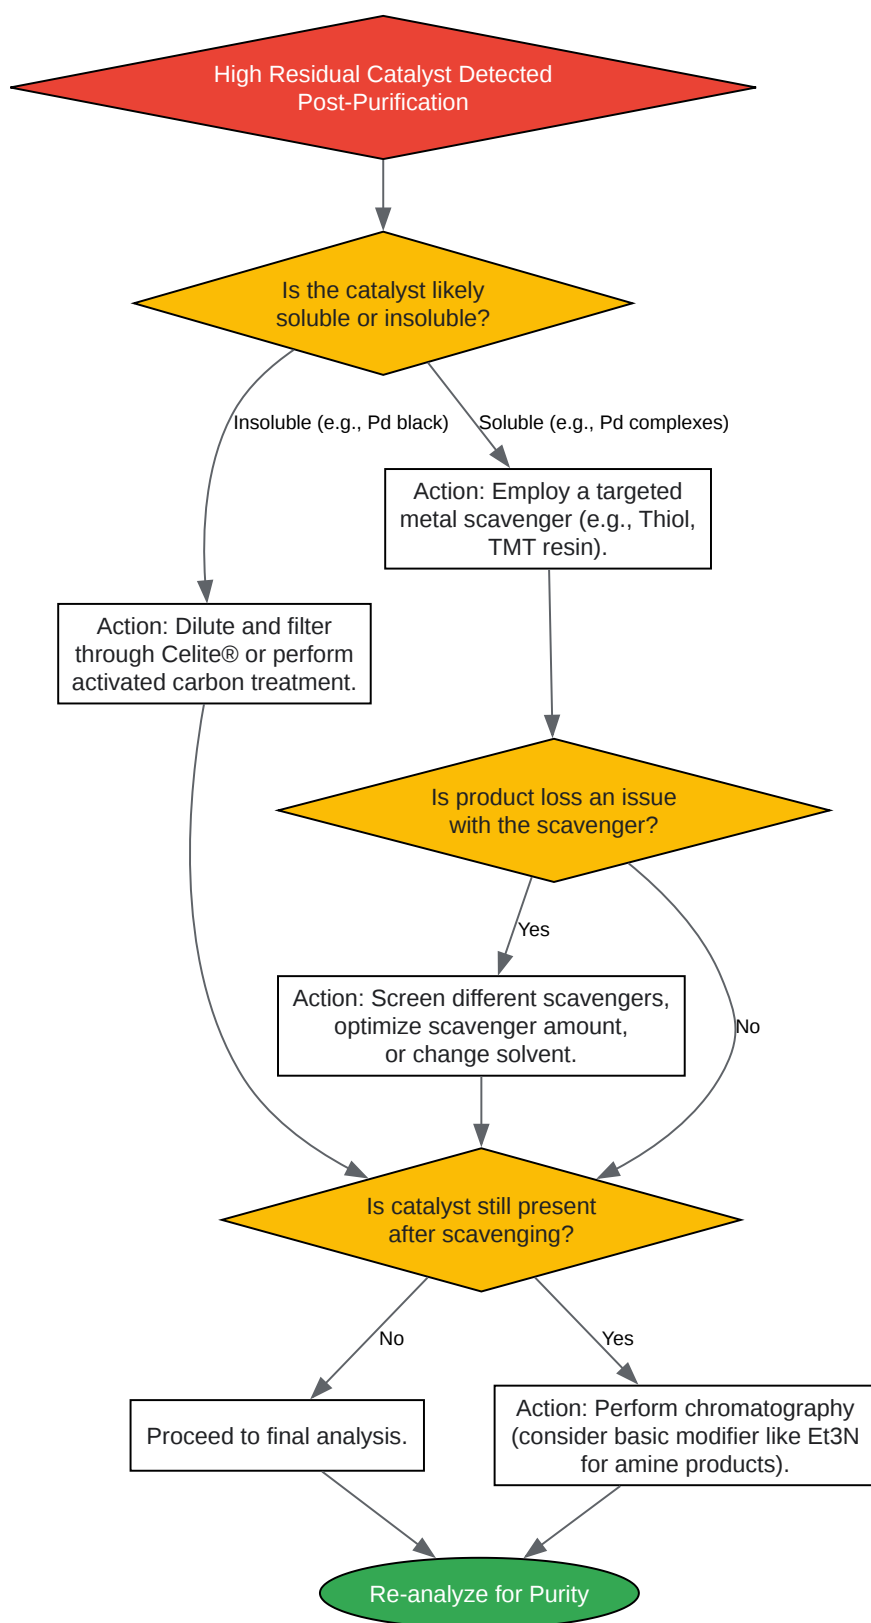 High Residual Catalyst Detected
Post-Purification
Is the catalyst likely
soluble or insoluble?
Insoluble (e.g., Pd black)
Soluble (e.g., Pd complexes)
Action: Employ a targeted
metal scavenger (e.g., Thiol,
TMT resin).
Action: Dilute and filter
through Celite® or perform
activated carbon treatment.
Is product loss an issue
with the scavenger?
Yes
No
Action: Screen different scavengers,
optimize scavenger amount,
or change solvent.
Is catalyst still present
after scavenging?
No
Yes
Proceed to final analysis.
Action: Perform chromatography
(consider basic modifier like Et3N
for amine products).
Re-analyze for Purity